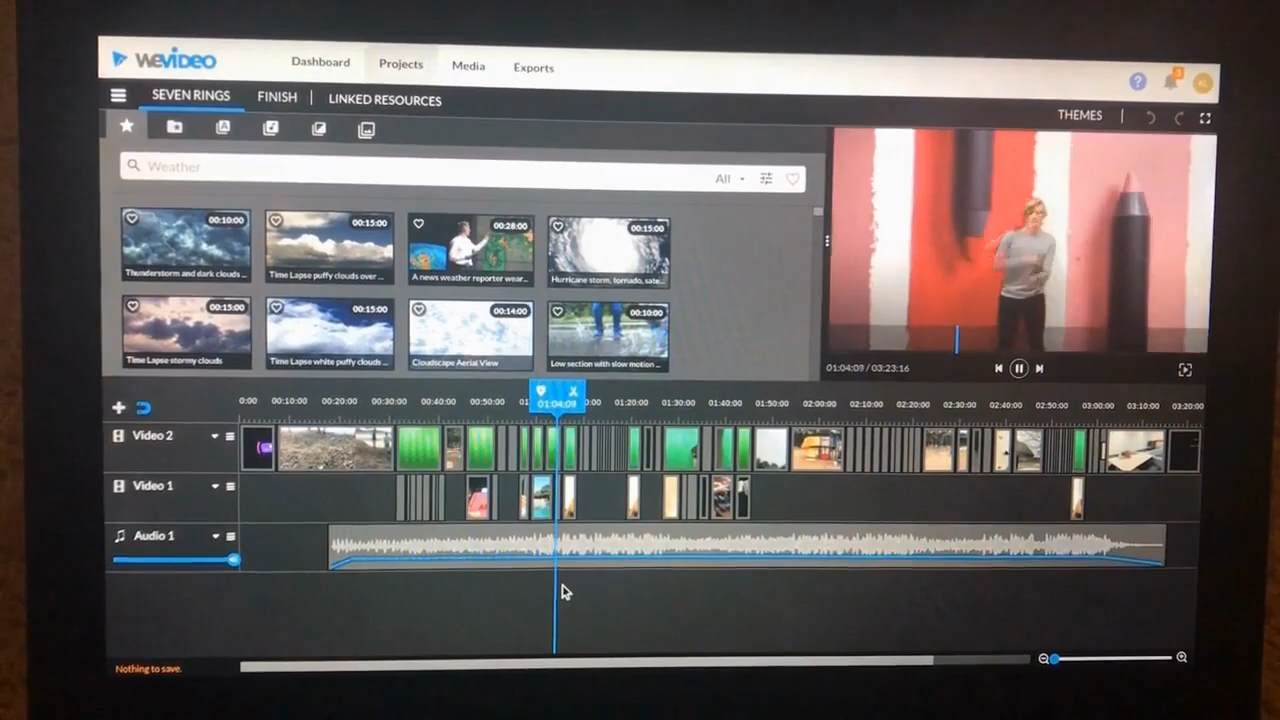 WEVIDEO
Dashboard Projects Media Exports
3
SEVEN RINGS FINISH | LINKED RESOURCES
THEMES
Weather
All
00:10:00 00:15:00 00:28:00 00:15:00
Thunderstorm and dark clouds ... Time Lapse puffy clouds over ... A news weather reporter wear... Hurricane storm, tornado, sate...
00:15:00 00:15:00 00:14:00 00:10:00
Time Lapse stormy clouds Time Lapse white puffy clouds ... Cloudscape Aerial View Low section with slow motion ...
01:04:09 / 03:23:16
01:04:09
0:00 00:10:00 00:20:00 00:30:00 00:40:00 00:50:00 01:20:00 01:30:00 01:40:00 01:50:00 02:00:00 02:10:00 02:20:00 02:30:00 02:40:00 02:50:00 03:00:00 03:10:00 03:20:00
Video 2
Video 1
Audio 1
Nothing to save.